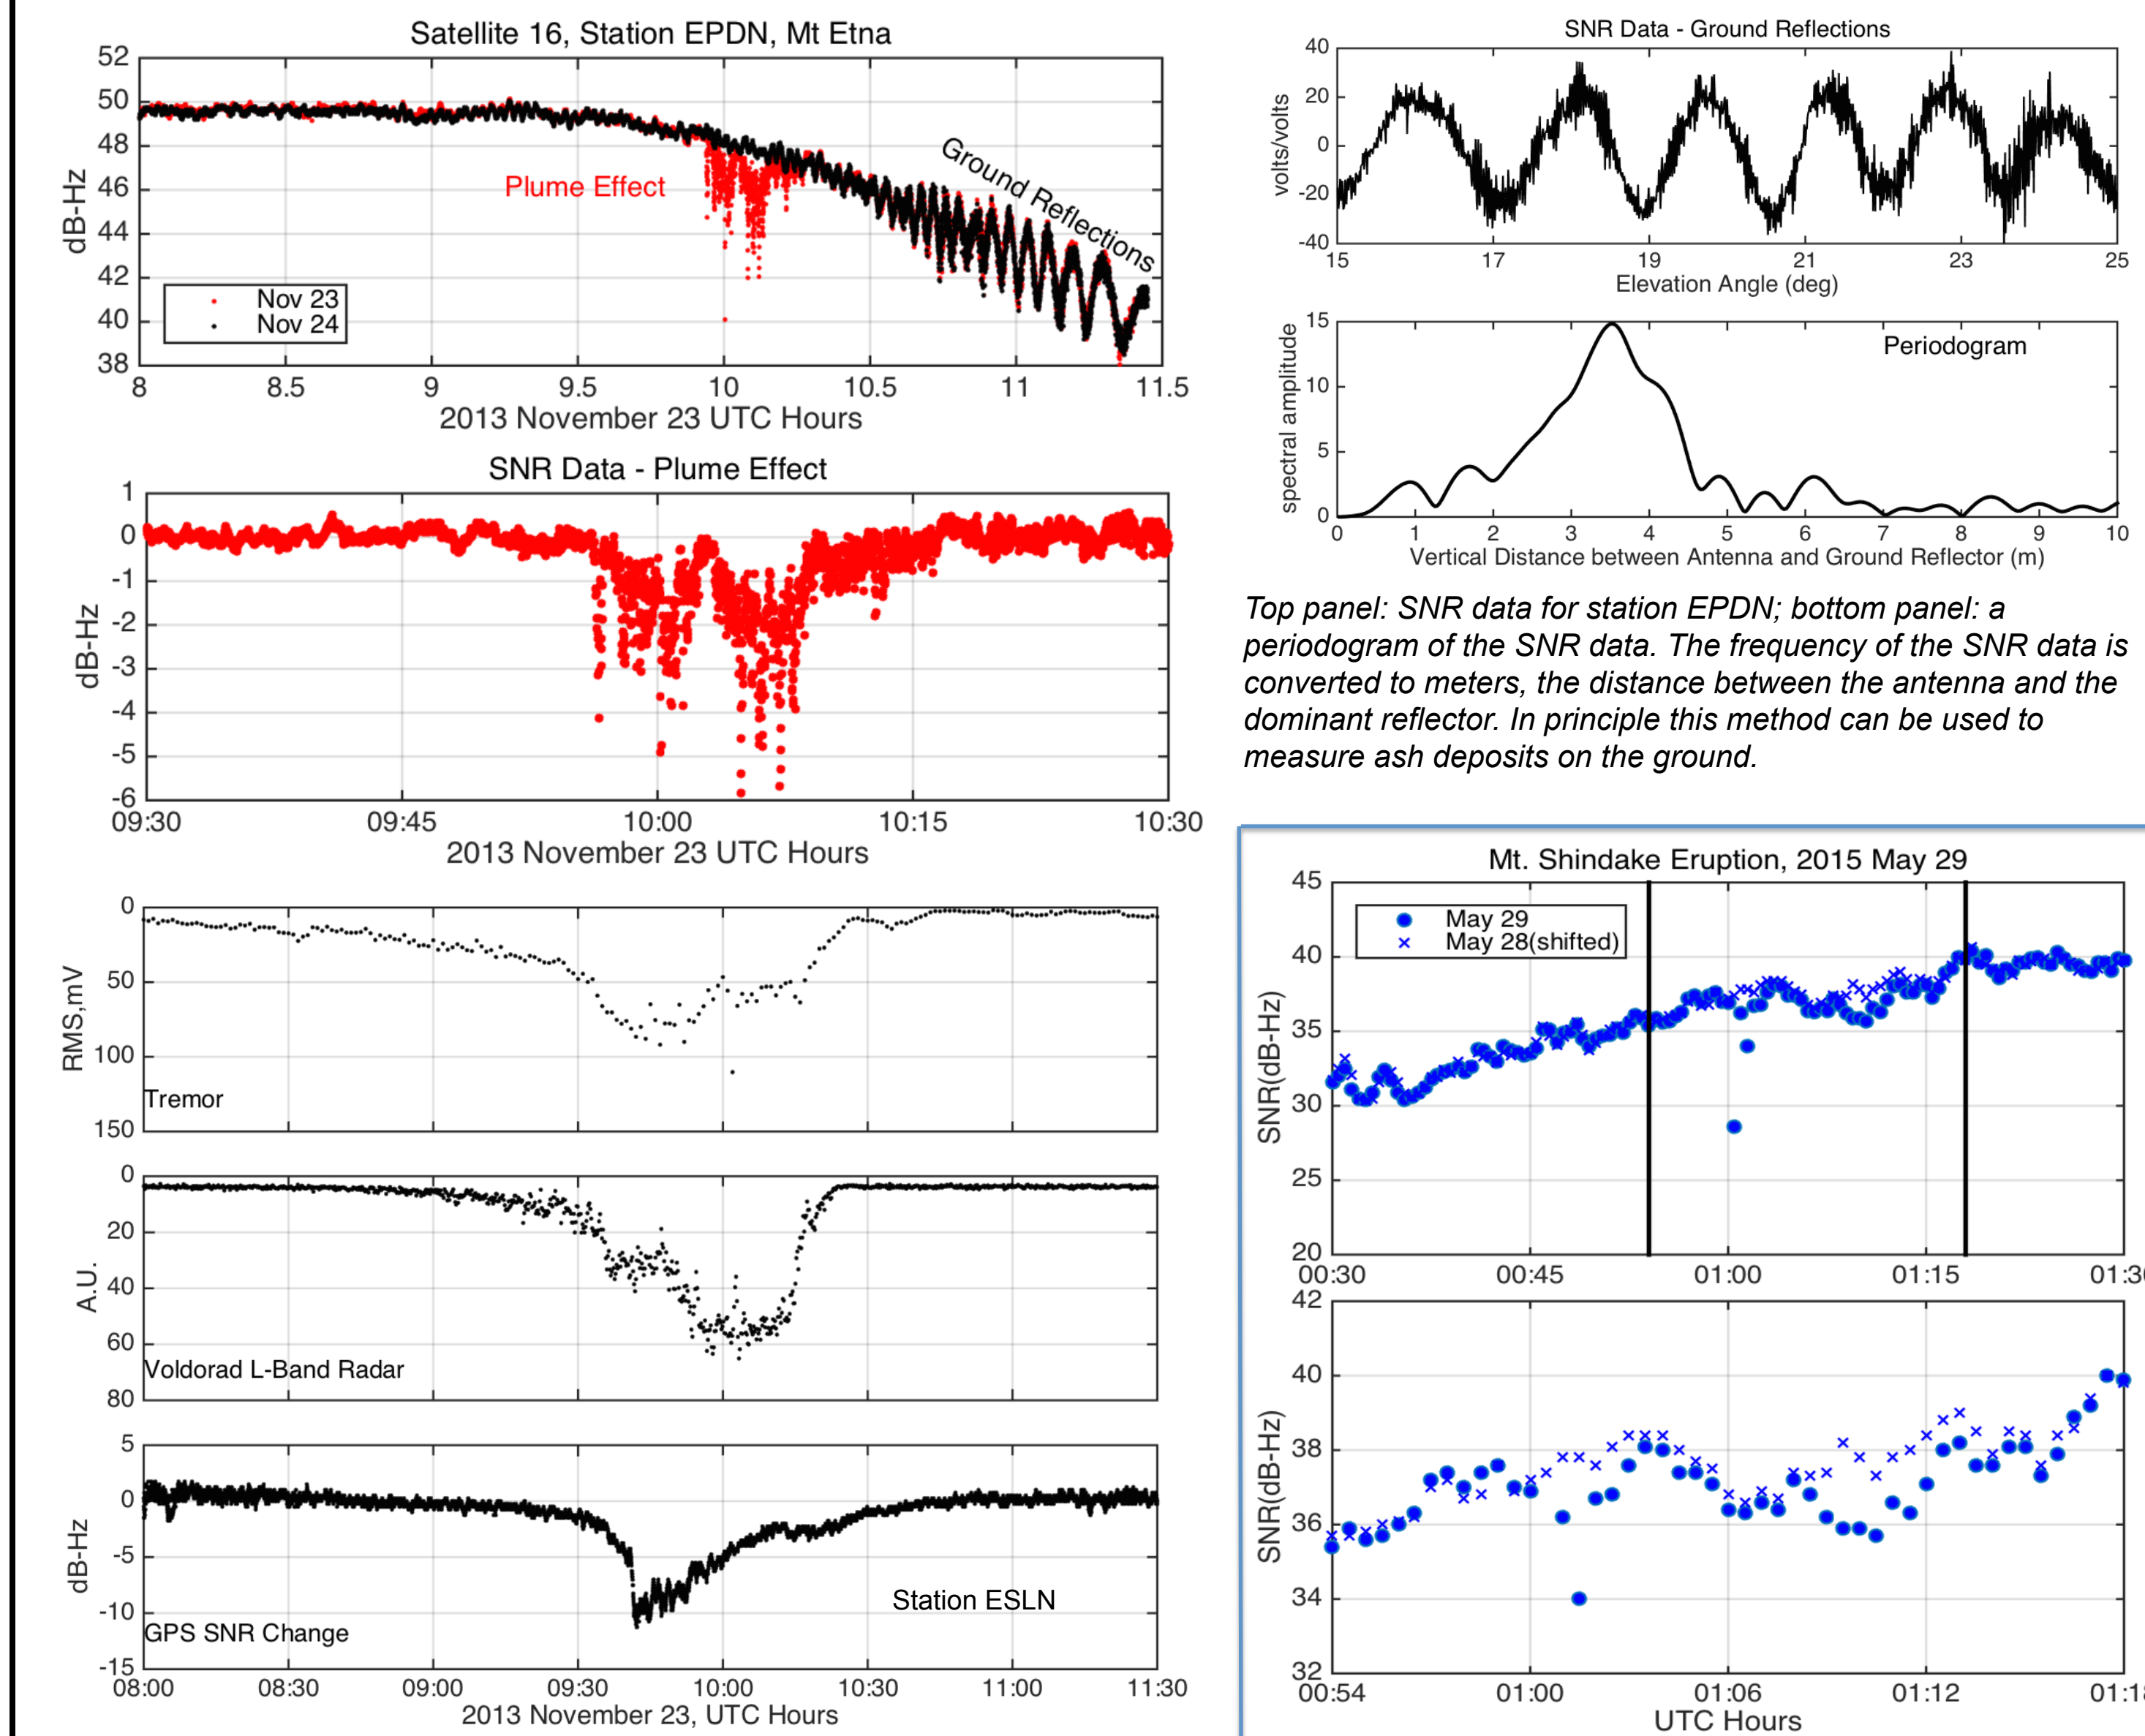 Satellite 16, Station EPDN, Mt Etna
52
50
48
46
44
42
40
38
dB-Hz
Plume Effect
Ground Reflections
Nov 23
Nov 24
8 8.5 9 9.5 10 10.5 11 11.5
2013 November 23 UTC Hours
SNR Data - Plume Effect
1
0
-1
-2
-3
-4
-5
-6
dB-Hz
09:30 09:45 10:00 10:15 10:30
2013 November 23 UTC Hours
0
50
100
150
RMS,mV
Tremor
0
20
40
60
80
A.U.
Voldorad L-Band Radar
5
0
-5
-10
-15
dB-Hz
Station ESLN
GPS SNR Change
08:00 08:30 09:00 09:30 10:00 10:30 11:00 11:30
2013 November 23, UTC Hours
SNR Data - Ground Reflections
40
20
0
-20
-40
volts/volts
15 17 19 21 23 25
Elevation Angle (deg)
15
10
5
0
spectral amplitude
Periodogram
0 1 2 3 4 5 6 7 8 9 10
Vertical Distance between Antenna and Ground Reflector (m)
Top panel: SNR data for station EPDN; bottom panel: a
periodogram of the SNR data. The frequency of the SNR data is
converted to meters, the distance between the antenna and the
dominant reflector. In principle this method can be used to
measure ash deposits on the ground.
Mt. Shindake Eruption, 2015 May 29
45
40
35
30
25
20
SNR(dB-Hz)
May 29
May 28(shifted)
00:30 00:45 01:00 01:15
42
40
38
36
34
32
SNR(dB-Hz)
00:54 01:00 01:06 01:12
UTC Hours